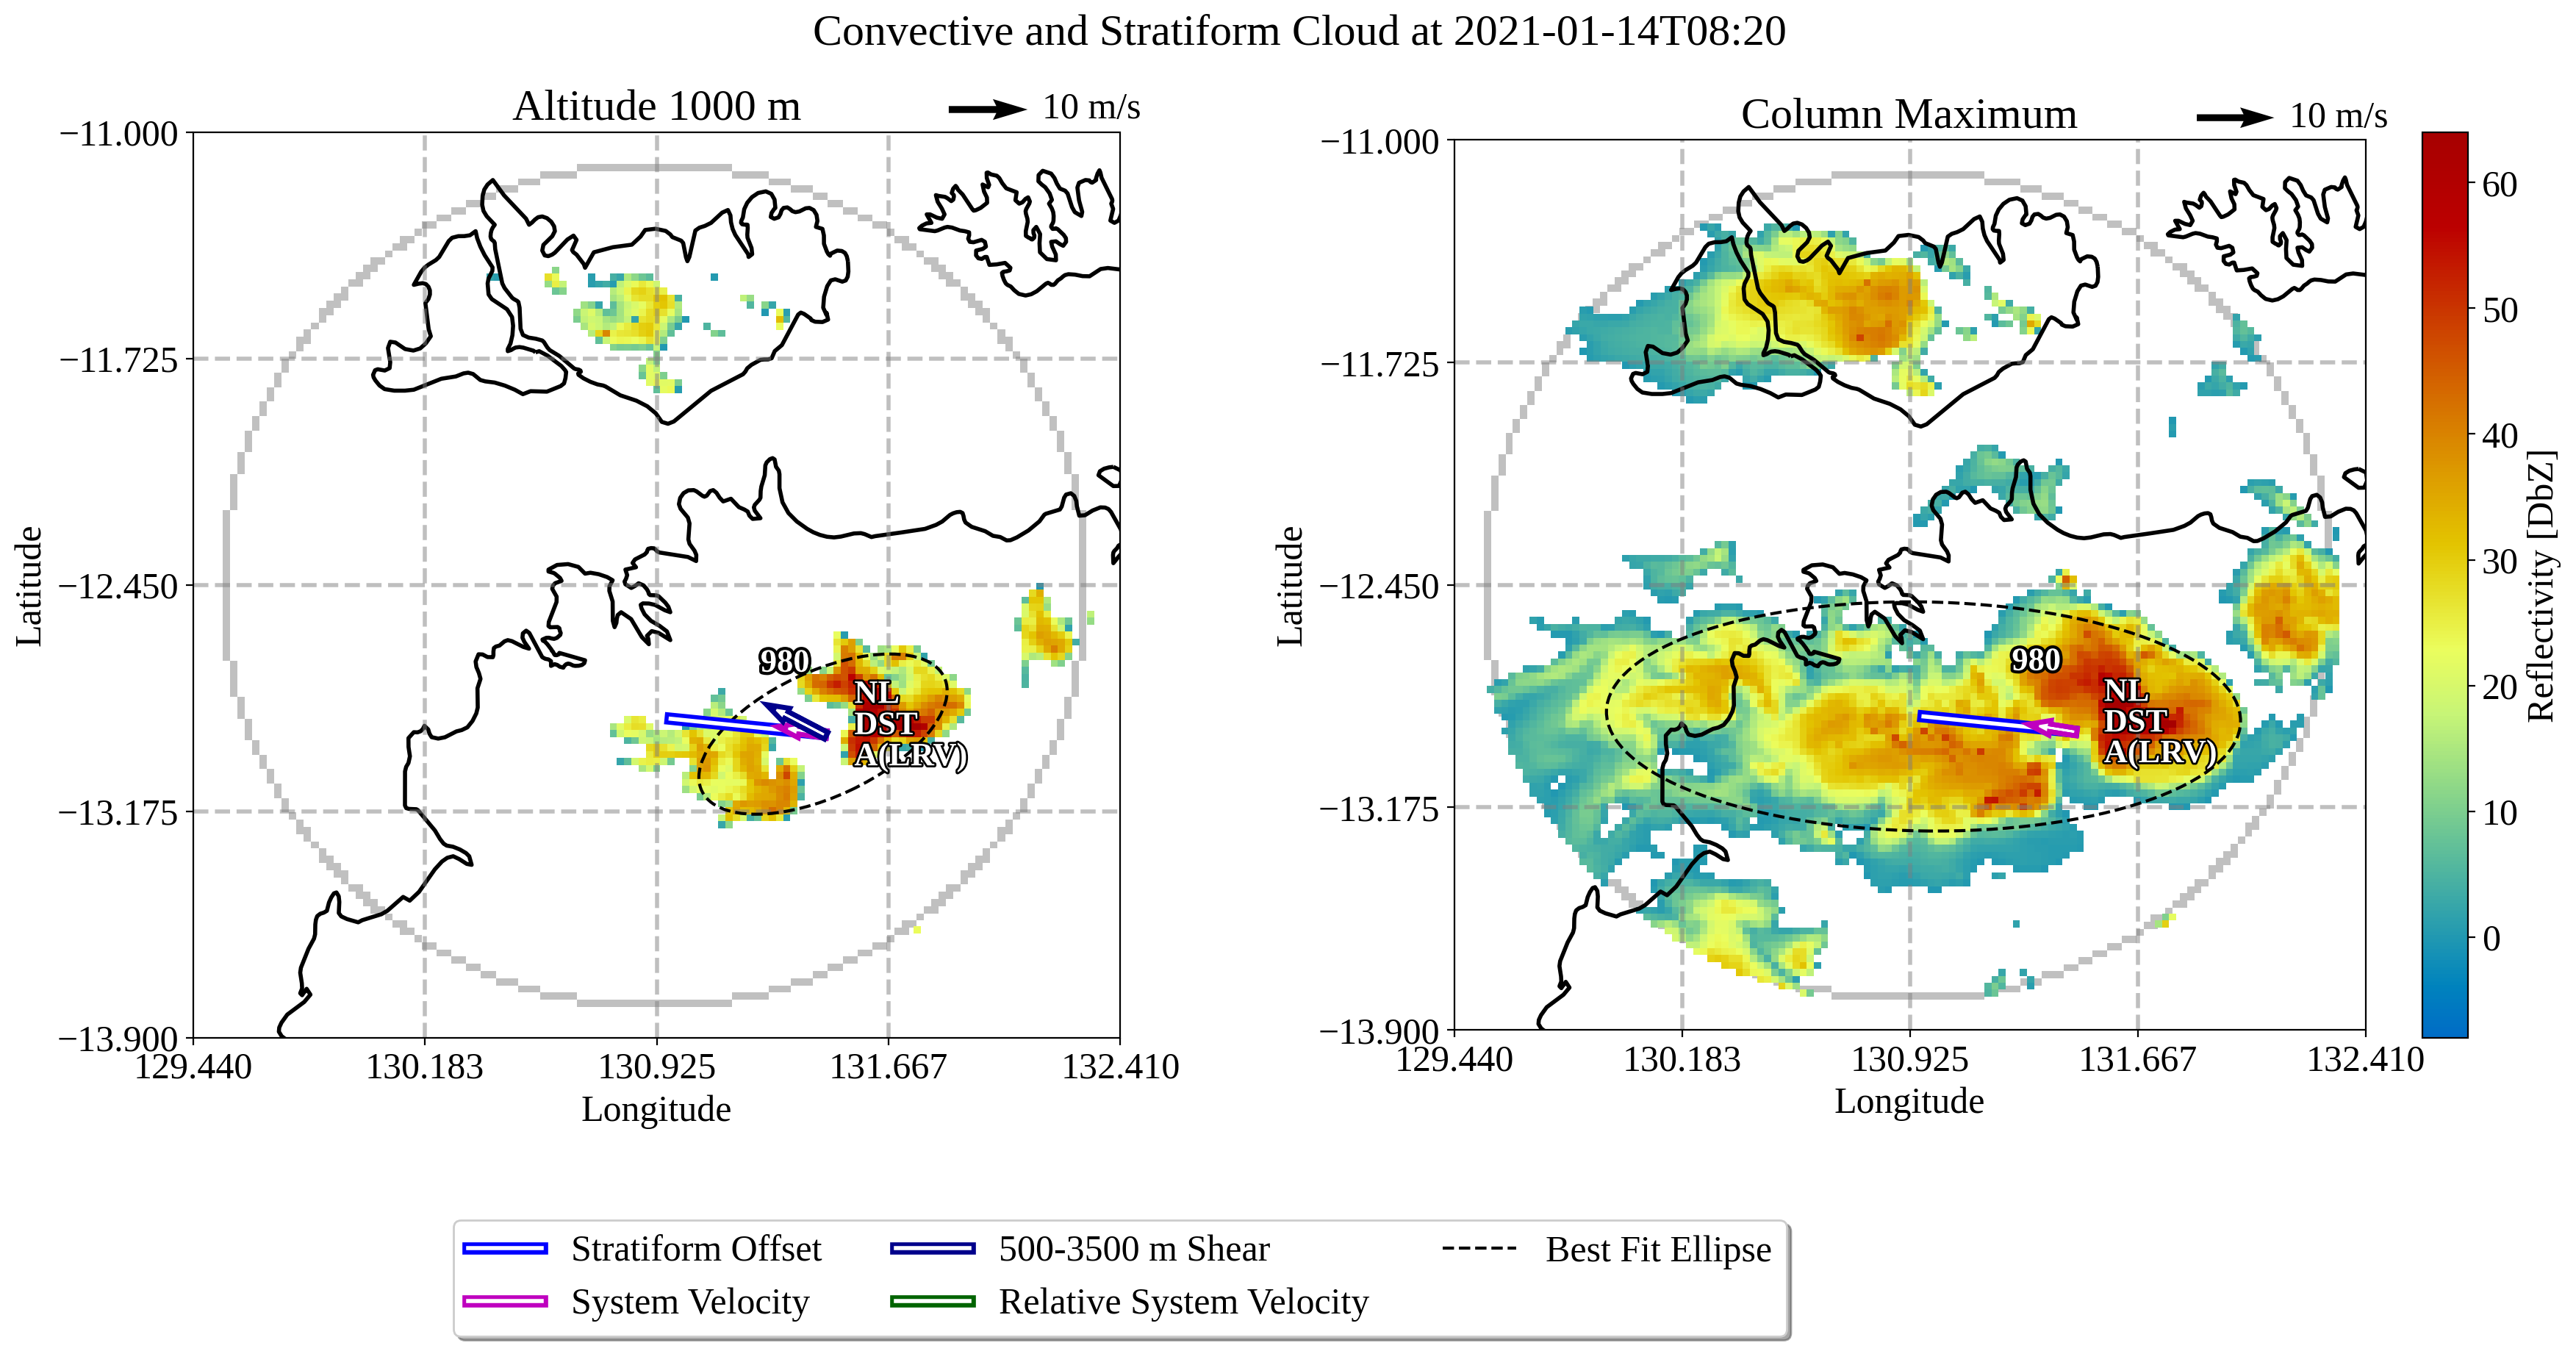 Convective and Stratiform Cloud at 2021-01-14T08:20
Altitude 1000 m
10 m/s
−11.000
−11.725
−12.450
−13.175
−13.900
Latitude
129.440
130.183
130.925
131.667
132.410
Longitude
980
NL
DST
A(LRV)
Column Maximum
10 m/s
−11.000
−11.725
−12.450
−13.175
−13.900
Latitude
129.440
130.183
130.925
131.667
132.410
Longitude
980
NL
DST
A(LRV)
60
50
40
30
20
10
0
Reflectivity [DbZ]
Stratiform Offset
System Velocity
500-3500 m Shear
Relative System Velocity
Best Fit Ellipse